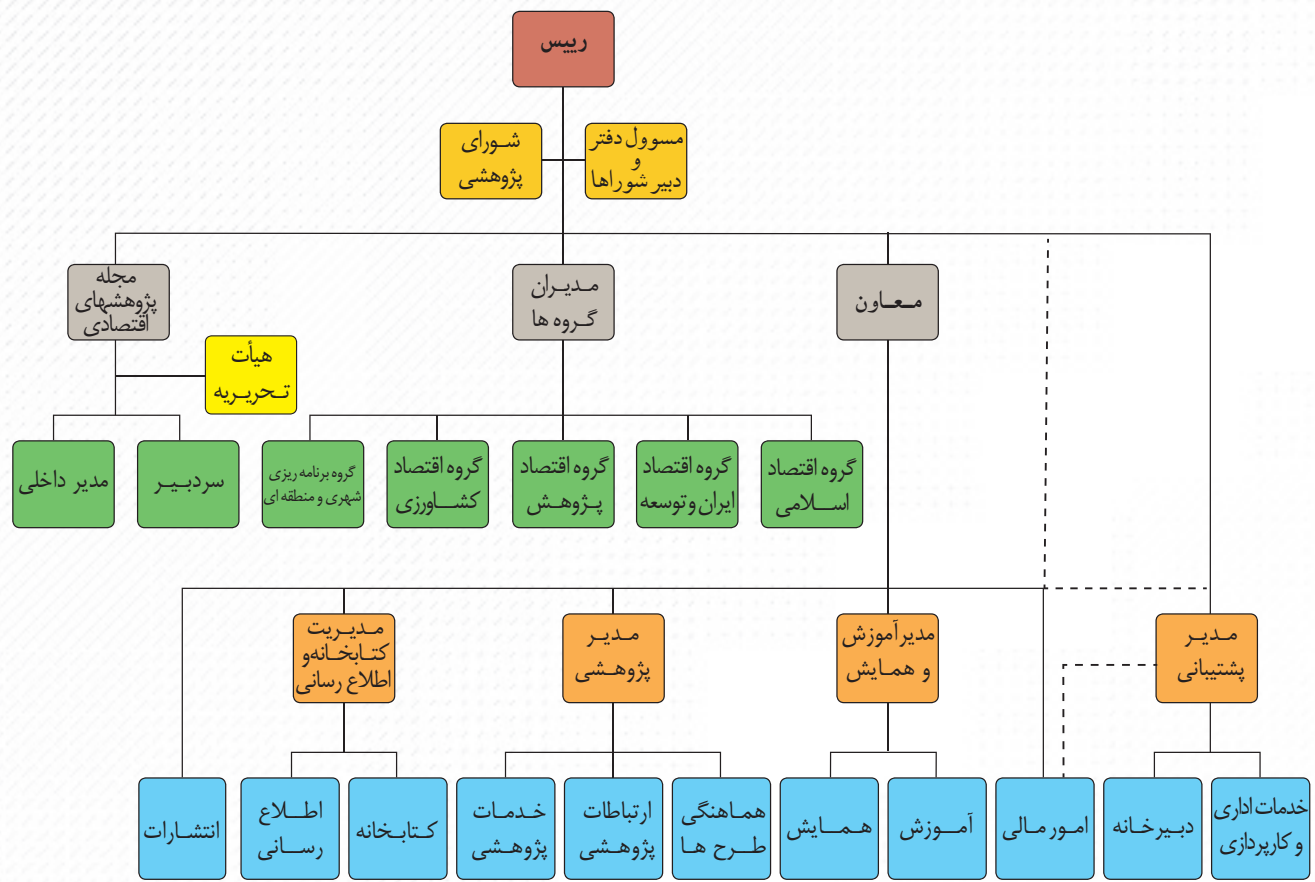 رییس
مسوول دفتر
و
دبیر شوراها
شورای
پژوهشی
معاون
مدیران
گروه ها
مجله
پژوهشهای
اقتصادی
هیأت
تحریریه
گروه اقتصاد
اسلامی
گروه اقتصاد
ایران و توسعه
گروه اقتصاد
پژوهش
گروه اقتصاد
کشاورزی
گروه برنامه ریزی
شهری و منطقه ای
سردبیر
مدیر داخلی
مدیر
پشتیبانی
مدیرآموزش
و همایش
مدیر
پژوهشی
مدیریت
کتابخانه و
اطلاع رسانی
خدمات اداری
و کارپردازی
دبیرخانه
امور مالی
آموزش
همایش
هماهنگی
طرح ها
ارتباطات
پژوهشی
خدمات
پژوهشی
کتابخانه
اطلاع
رسانی
انتشارات